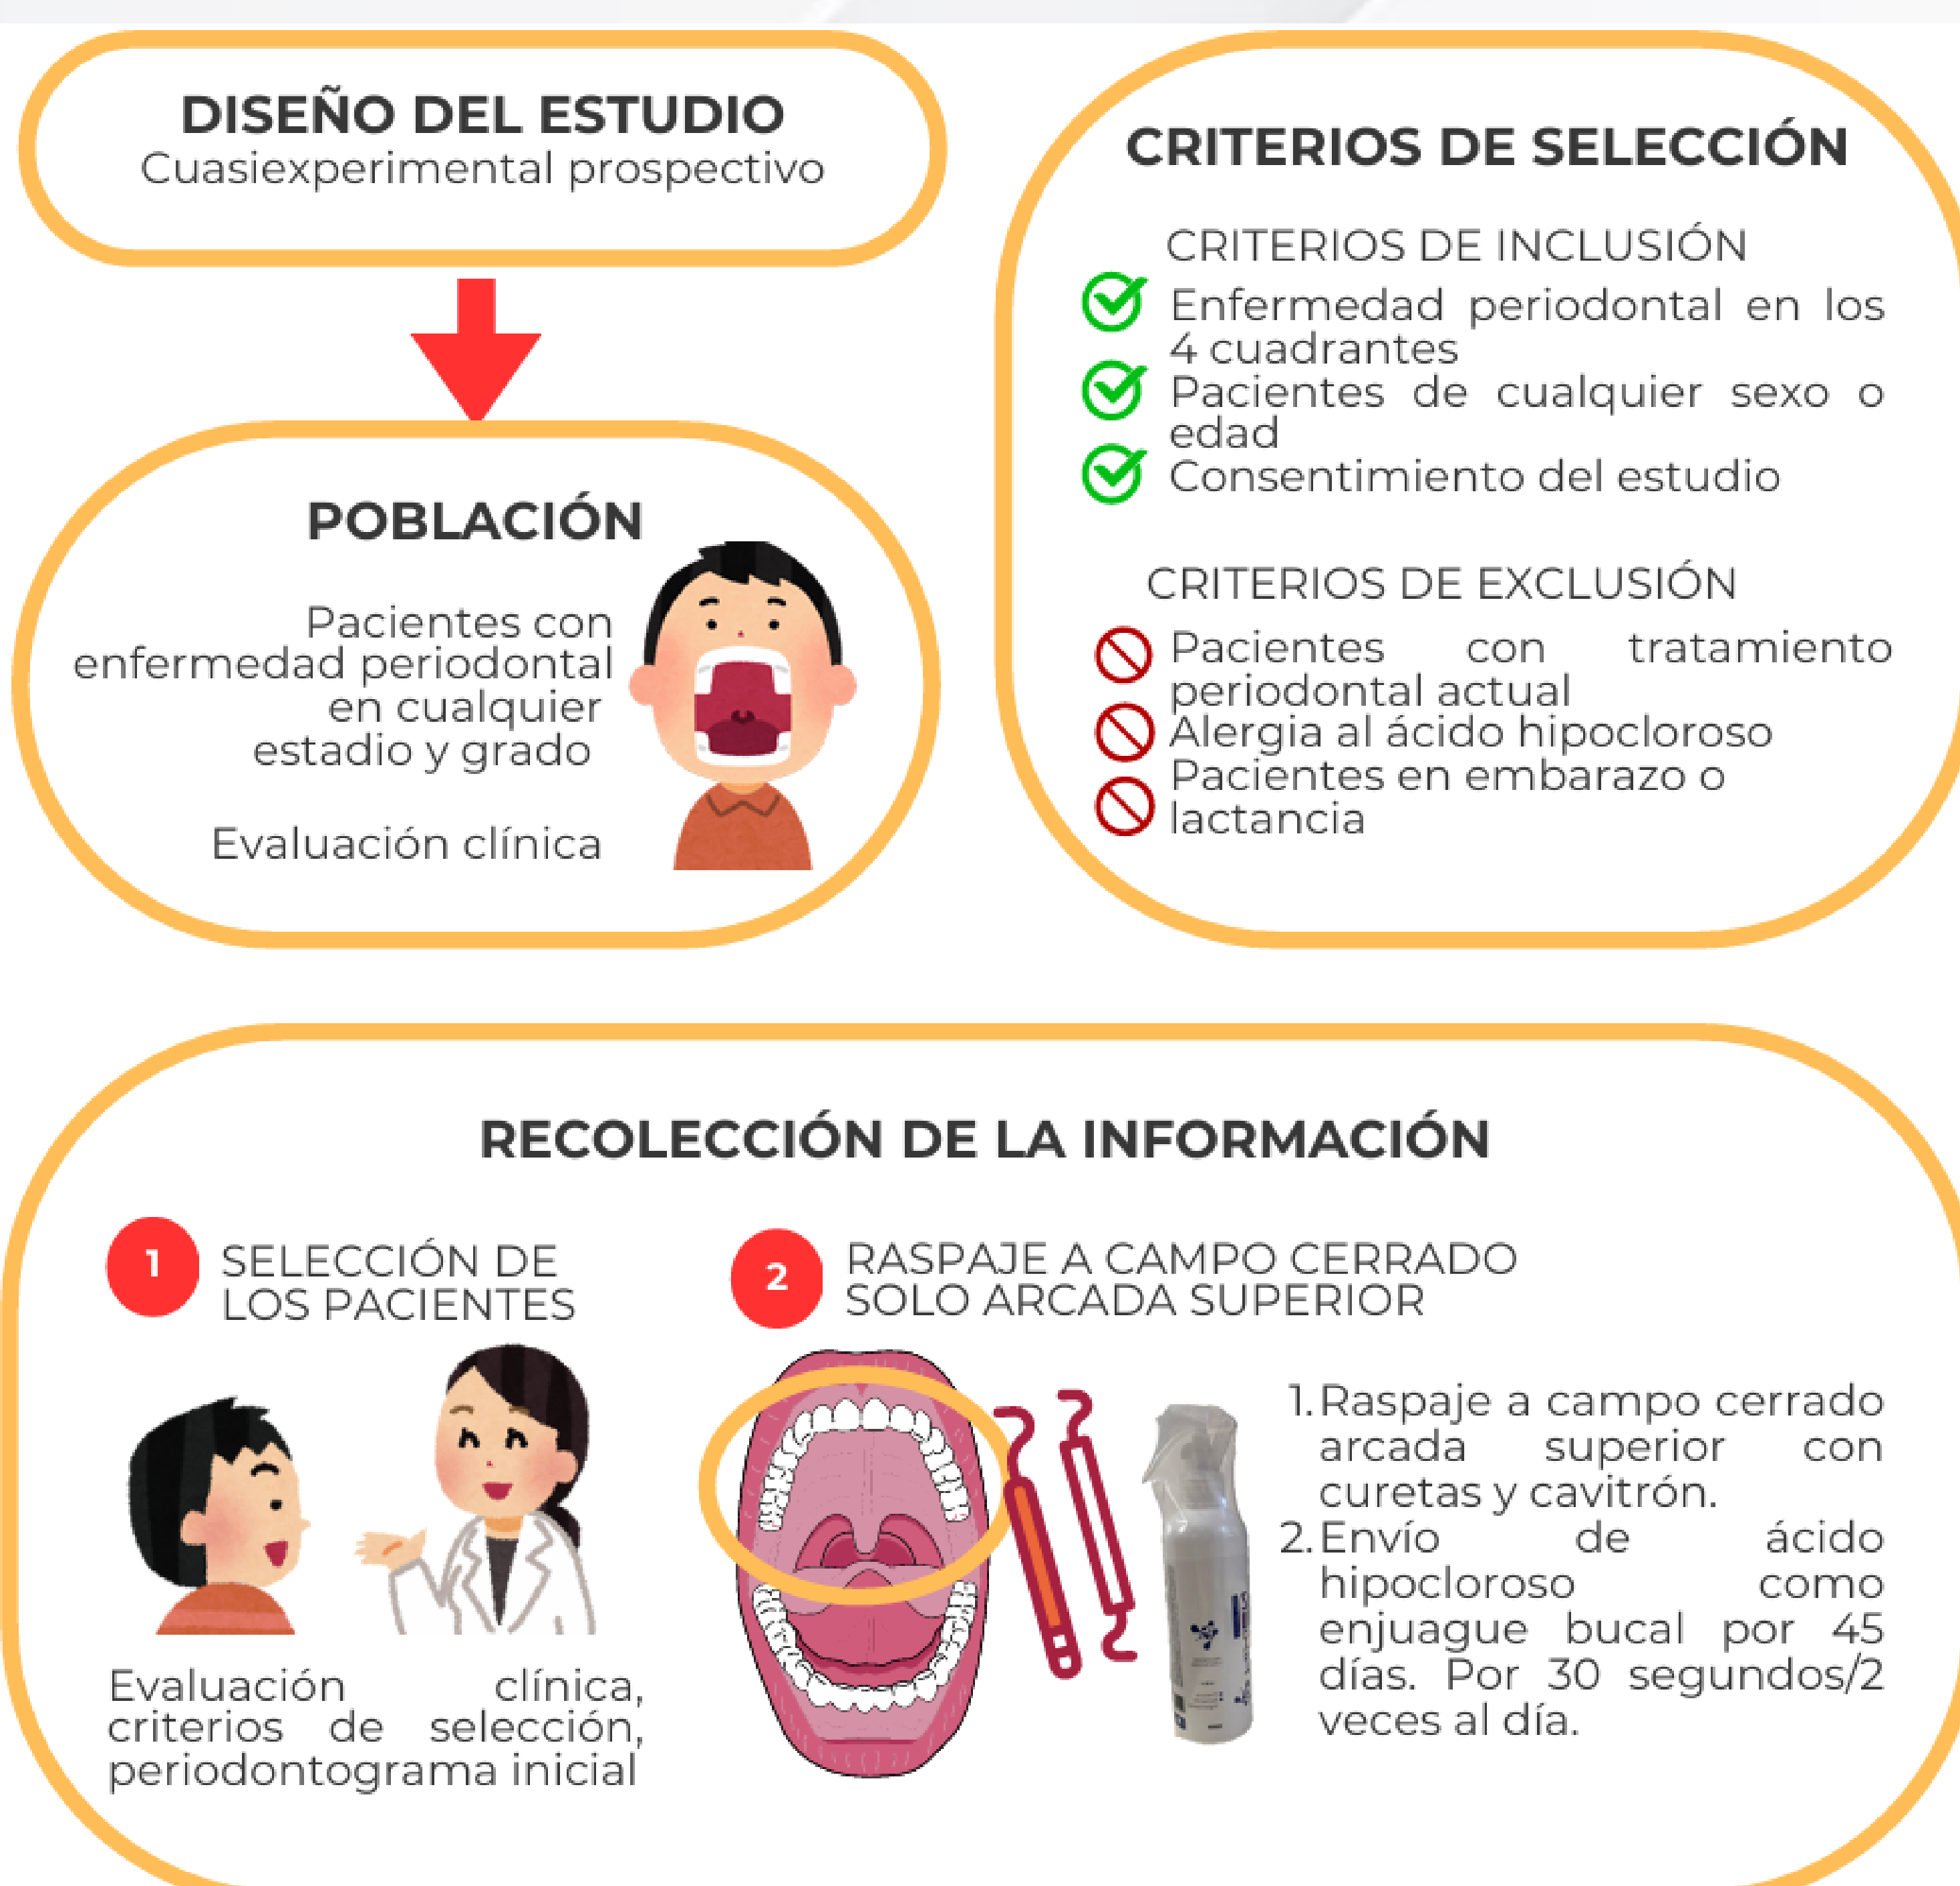 DISEÑO DEL ESTUDIO
Cuasiexperimental prospectivo
POBLACIÓN
Pacientes con
enfermedad periodontal
en cualquier
estadio y grado
Evaluación clínica
CRITERIOS DE SELECCIÓN
CRITERIOS DE INCLUSIÓN
Enfermedad periodontal en los
4 cuadrantes
Pacientes de cualquier sexo o
edad
Consentimiento del estudio
CRITERIOS DE EXCLUSIÓN
Pacientes con tratamiento
periodontal actual
Alergia al ácido hipocloroso
Pacientes en embarazo o
lactancia
RECOLECCIÓN DE LA INFORMACIÓN
1
SELECCIÓN DE
LOS PACIENTES
Evaluación clínica,
criterios de selección,
periodontograma inicial
2
RASPAJE A CAMPO CERRADO
SOLO ARCADA SUPERIOR
1. Raspaje a campo cerrado
arcada superior con
curetas y cavitrón.
2. Envío de ácido
hipocloroso como
enjuague bucal por 45
días. Por 30 segundos/2
veces al día.